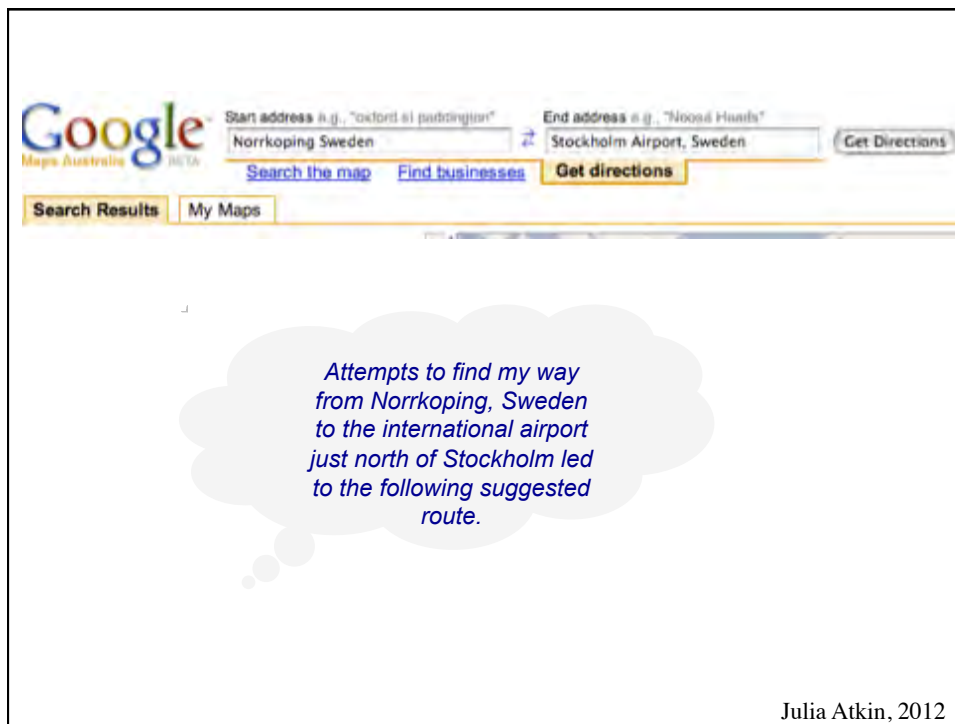 Google
Maps Australia BETA
Start address e.g., "oxford st paddington"
End address e.g., "Noosa Heads"
Norrkoping Sweden
Stockholm Airport, Sweden
Get Directions
Search the map
Find businesses
Get directions
Search Results
My Maps
Attempts to find my way
from Norrkoping, Sweden
to the international airport
just north of Stockholm led
to the following suggested
route.
Julia Atkin, 2012